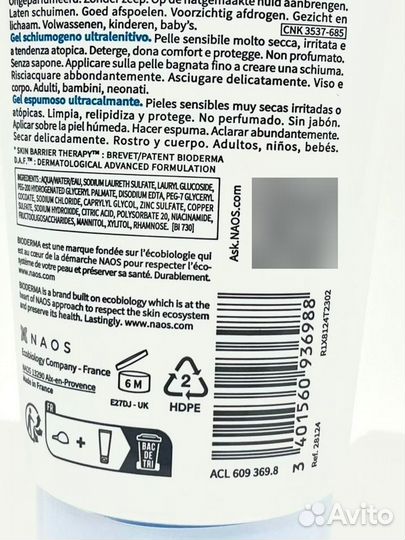 Ongeparfumeerd. Zonder zeep. Op de natgemaakte huid aanbrengen.
Laten schuimen. Goed afspoelen. Voorzichtig afdrogen. Gezicht en
lichaam. Volwassenen, kinderen, baby's.
CNK 3537-685
Gel schiumogeno ultralenitivo. Pelle sensibile molto secca, irritata e
a tendenza atopica. Deterge, dona comfort e protegge. Non profumato.
Senza sapone. Applicare sulla pelle bagnata fino a creare una schiuma.
Risciacquare abbondantemente. Asciugare delicatamente. Viso e
corpo. Adulti, bambini, neonati.
Gel espumoso ultracalmante. Pieles sensibles muy secas irritadas o
atópicas. Limpia, relipidiza y protege. No perfumado. Sin jabón.
Aplicar sobre la piel húmeda. Hacer espuma. Aclarar abundantemente.
Secar delicadamente. Rostro y cuerpo. Adultos, niños, bebés.
* SKIN BARRIER THERAPY™ : BREVET/PATENT BIODERMA
D.A.F.™ : DERMATOLOGICAL ADVANCED FORMULATION
INGREDIENTS: AQUA/WATER/EAU, SODIUM LAURETH SULFATE, LAURYL GLUCOSIDE,
PEG-200 HYDROGENATED GLYCERYL PALMATE, DISODIUM EDTA, PEG-7 GLYCERYL
COCOATE, SODIUM CHLORIDE, CAPRYLYL GLYCOL, ZINC SULFATE, COPPER
SULFATE, SODIUM HYDROXIDE, CITRIC ACID, POLYSORBATE 20, NIACINAMIDE,
FRUCTOOLIGOSACCHARIDES, MANNITOL, XYLITOL, RHAMNOSE. [BI 730]
Ask.NAOS.com
BIODERMA est une marque fondée sur l'écobiologie qui
est au cœur de la démarche NAOS pour respecter l'éco-
système de votre peau et préserver sa santé. Durablement.
BIODERMA is a brand built on ecobiology which is at the
heart of NAOS approach to respect the skin ecosystem
and preserve its health. Lastingly. www.naos.com
NAOS
Ecobiology Company - France
NAOS 13290 Aix-en-Provence
Made in France
6 M
E27DJ - UK
2
HDPE
FR
+
BAC
DE
TRI
ACL 609 369.8
3 401560 936988
R1X8124T2302
Ref. 28124
Avito